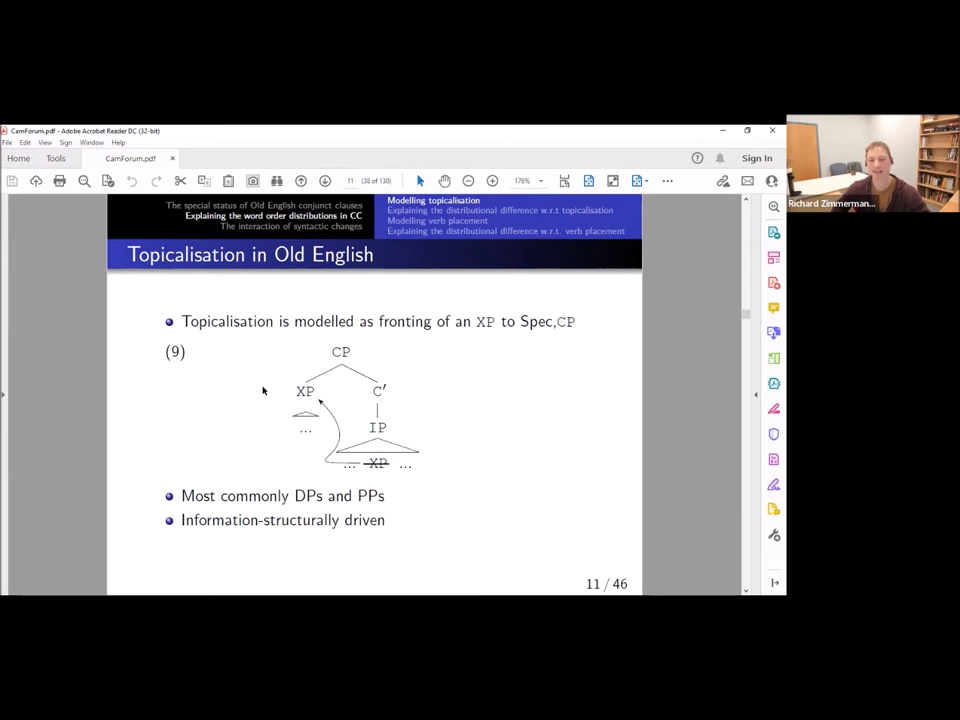 CamForum.pdf - Adobe Acrobat Reader DC (32-bit)
File Edit View Sign Window Help
Home Tools CamForum.pdf × Sign In
11 (38 of 130) 176%
The special status of Old English conjunct clauses
Explaining the word order distributions in CC
The interaction of syntactic changes
Modelling topicalisation
Explaining the distributional difference w.r.t topicalisation
Modelling verb placement
Explaining the distributional difference w.r.t. verb placement
Topicalisation in Old English
Topicalisation is modelled as fronting of an XP to Spec,CP
(9)
CP
XP C′
... IP
... XP ...
Most commonly DPs and PPs
Information-structurally driven
11 / 46
Richard Zimmerman...